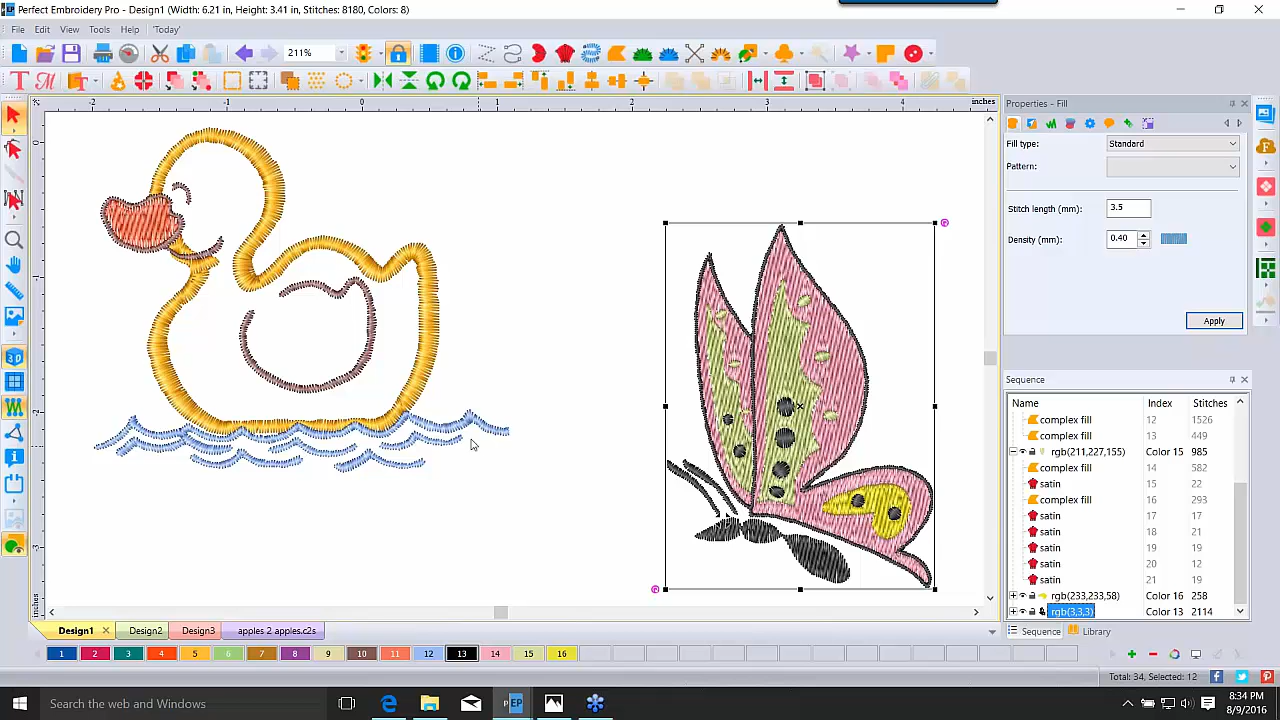 Perfect Embroidery Pro - Design1 (Width: 6.21 in, Height: 3.41 in, Stitches: 8180, Colors: 8)
File Edit View Tools Help 'Today'
211%
-2 -1 0 2 3 4 inches
Properties - Fill
Fill type: Standard
Pattern:
Stitch length (mm): 3.5
Density (mm): 0.40
Apply
Sequence
Name Index Stitches
complex fill 12 1526
complex fill 13 449
rgb(211,227,155) Color 15 985
complex fill 14 582
satin 15 22
complex fill 16 293
satin 17 17
satin 18 21
satin 19 19
satin 20 12
satin 21 19
rgb(233,233,58) Color 16 258
rgb(3,3,3) Color 13 2114
inches
Design1 Design2 Design3 apples 2 apples.c2s
Sequence Library
1 2 3 4 5 6 7 8 9 10 11 12 13 14 15 16
Total: 34, Selected: 12
Search the web and Windows
8:34 PM
8/9/2016